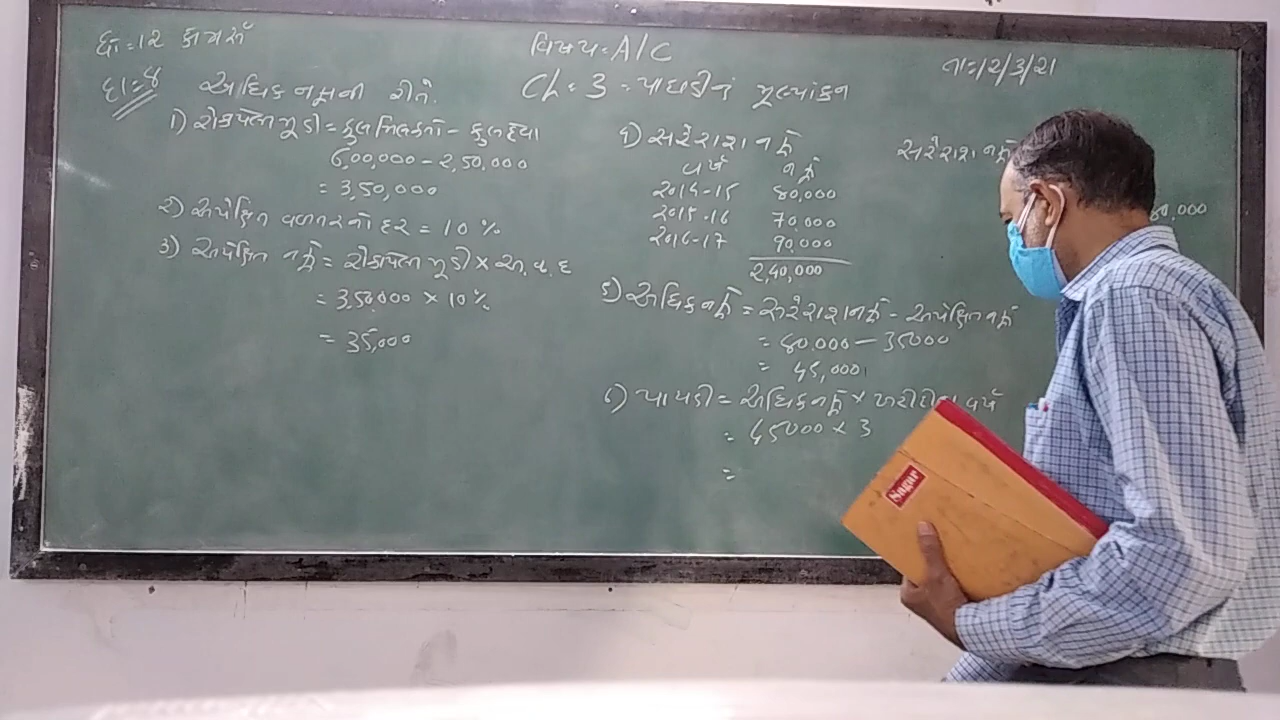 ધો=12 કોમર્સ
વિષય=A/C
તા=12/3/21
દા=4 અધિક નફાની રીતે.
Ch=3=પાઘડીનું મૂલ્યાંકન
1) રોકાયેલી મૂડી=કુલ મિલકતો - કુલ દેવા
6,00,000-2,50,000
=3,50,000
2) અપેક્ષિત વળતરનો દર = 10%
3) અપેક્ષિત નફો=રોકાયેલી મૂડી × અ.વ.દ
=3,50,000 × 10%
= 35,000
૪) સરેરાશ નફો
વર્ષ નફો
2014-15 80,000
2015-16 70,000
2016-17 90,000
2,40,000
સરેરાશ નફો
80,000
5) અધિક નફો = સરેરાશ નફો - અપેક્ષિત નફો
= 80,000 - 35000
= 45,000
6) પાઘડી = અધિક નફો × ખરીદીના વર્ષ
= 45000 × 3
=
Sagar